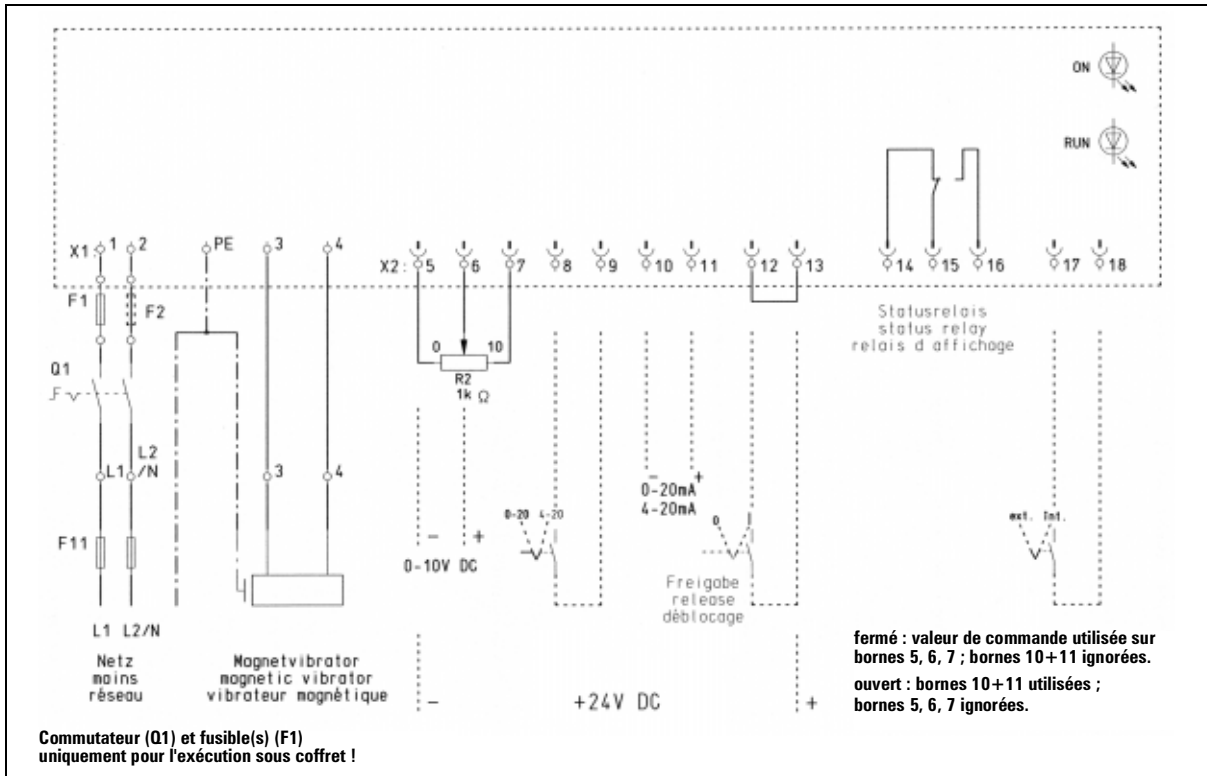 ON
RUN
X1: 1 2 PE 3 4 X2: 5 6 7 8 9 10 11 12 13 14 15 16 17 18
F1 F2
Statusrelais
status relay
relais d affichage
0 10
R2
1k Ω
Q1
L2
L1 /N 3 4
- +
0-20mA
4-20mA
0-20 4-20
0 I
ext. Int.
F11
- +
0-10V DC
Freigabe
release
déblocage
L1 L2/N
Netz
mains
réseau
Magnetvibrator
magnetic vibrator
vibrateur magnétique
fermé : valeur de commande utilisée sur
bornes 5, 6, 7 ; bornes 10+11 ignorées.
ouvert : bornes 10+11 utilisées ;
bornes 5, 6, 7 ignorées.
- +24V DC +
Commutateur (Q1) et fusible(s) (F1)
uniquement pour l'exécution sous coffret !